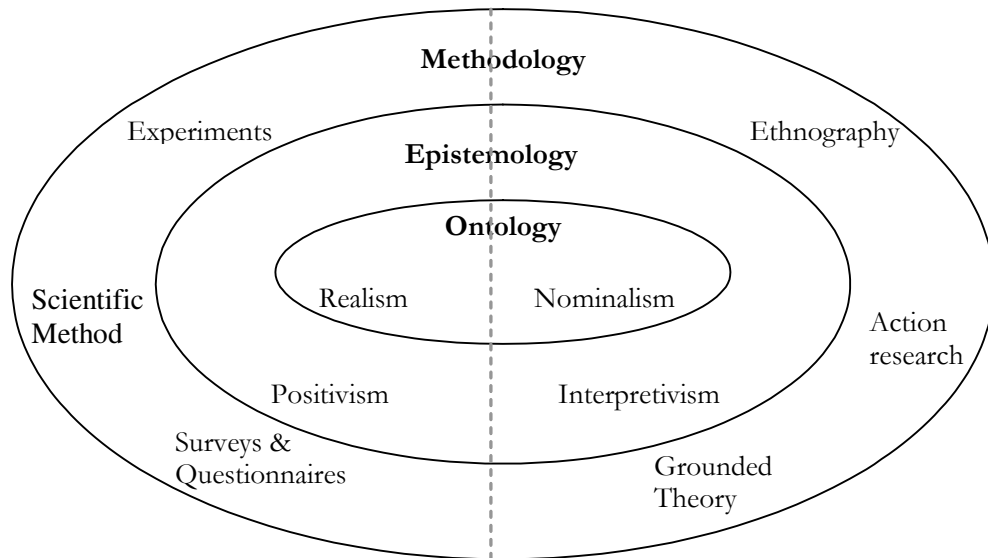 Methodology
Experiments
Ethnography
Epistemology
Ontology
Realism
Nominalism
Scientific
Method
Action
research
Positivism
Interpretivism
Surveys &
Questionnaires
Grounded
Theory